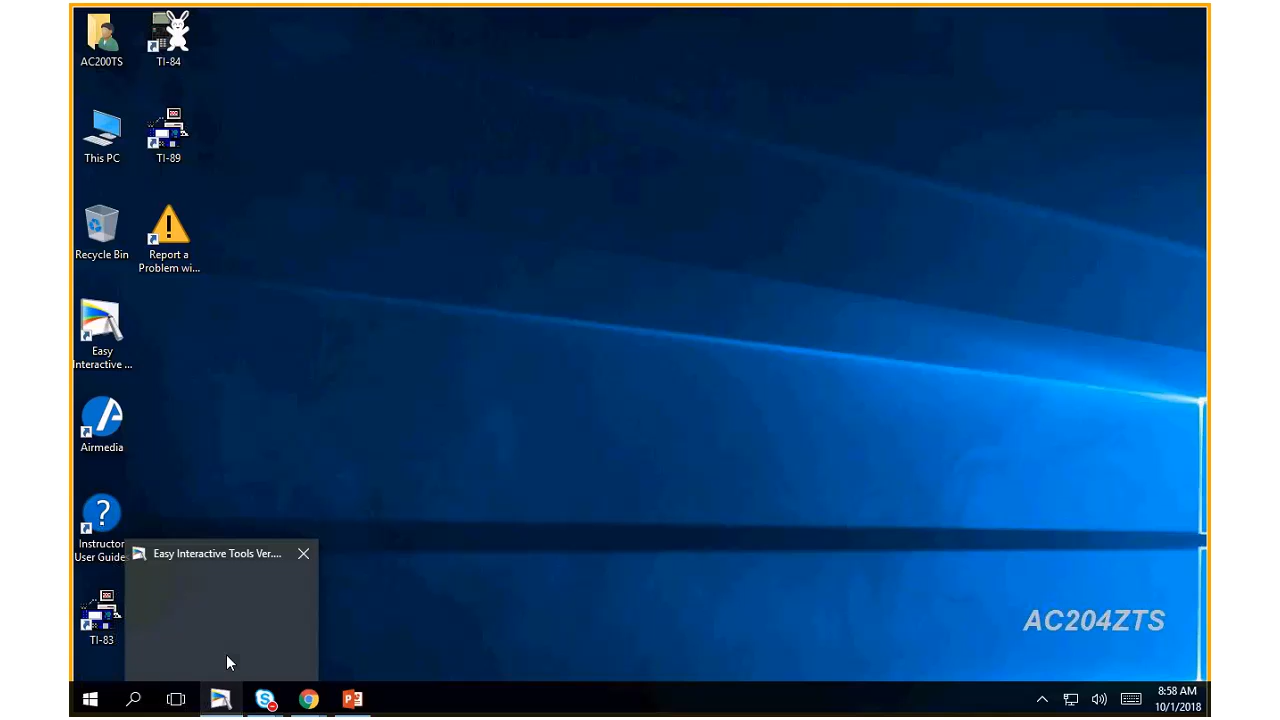 AC200TS
TI-84
This PC
TI-89
Recycle Bin
Report a
Problem wi...
Easy
Interactive ...
Airmedia
Instructor
User Guide
TI-83
Easy Interactive Tools Ver....
AC204ZTS
8:58 AM
10/1/2018